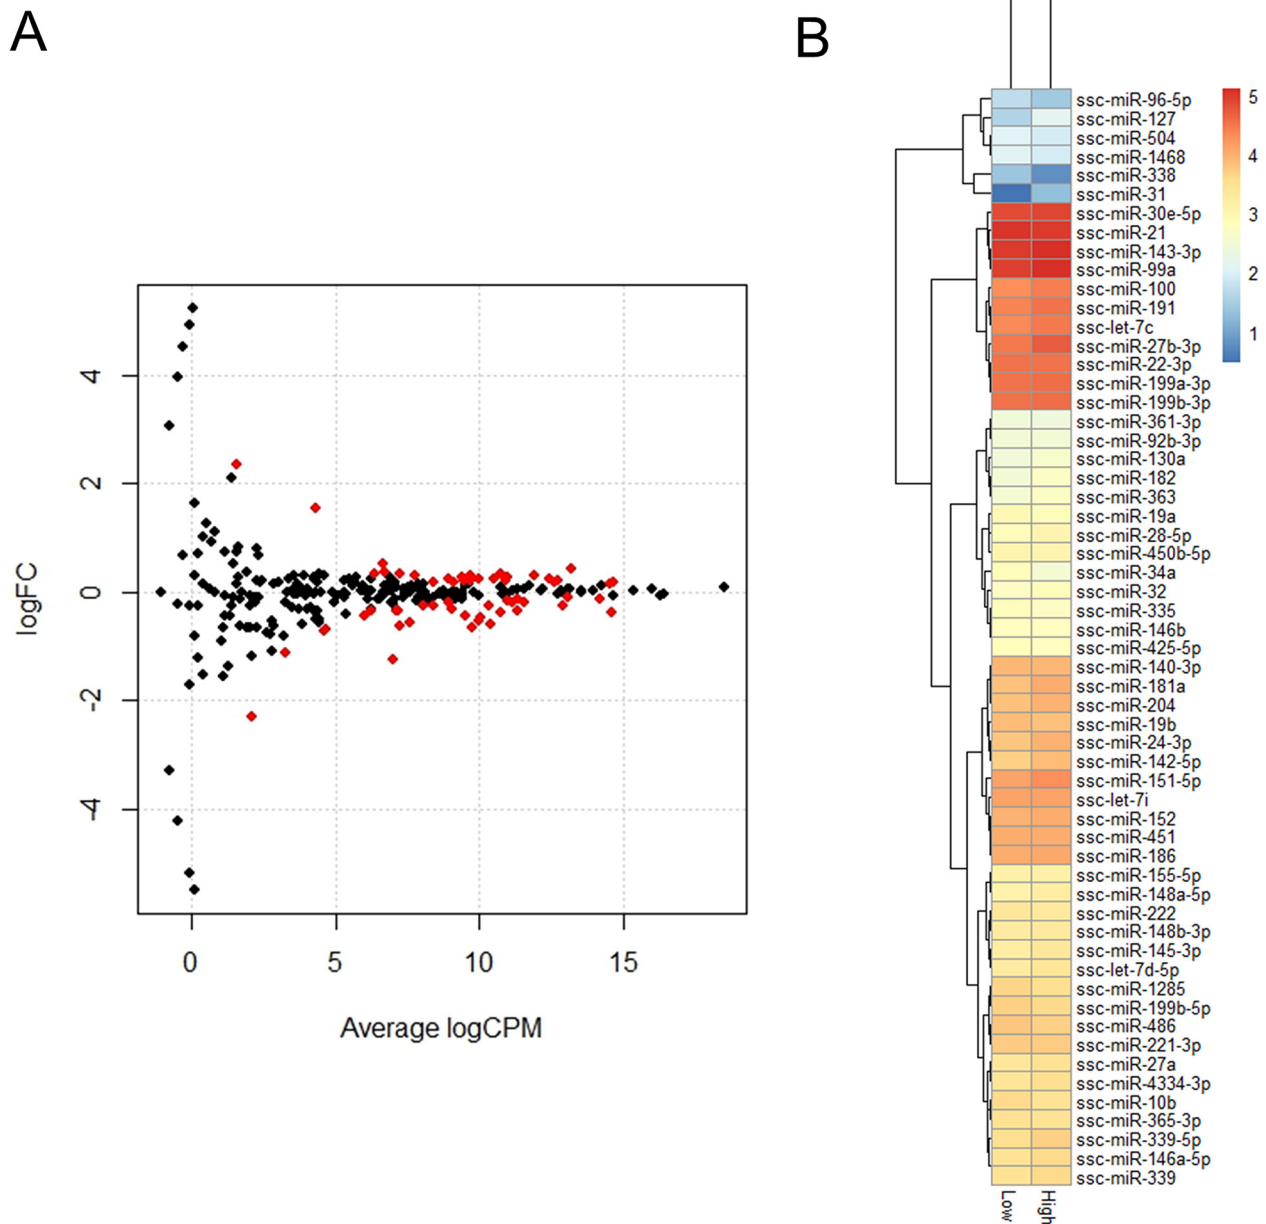 A
B
logFC
4
2
0
-2
-4
0
5
10
15
Average logCPM
ssc-miR-96-5p
ssc-miR-127
ssc-miR-504
ssc-miR-1468
ssc-miR-338
ssc-miR-31
ssc-miR-30e-5p
ssc-miR-21
ssc-miR-143-3p
ssc-miR-99a
ssc-miR-100
ssc-miR-191
ssc-let-7c
ssc-miR-27b-3p
ssc-miR-22-3p
ssc-miR-199a-3p
ssc-miR-199b-3p
ssc-miR-361-3p
ssc-miR-92b-3p
ssc-miR-130a
ssc-miR-182
ssc-miR-363
ssc-miR-19a
ssc-miR-28-5p
ssc-miR-450b-5p
ssc-miR-34a
ssc-miR-32
ssc-miR-335
ssc-miR-146b
ssc-miR-425-5p
ssc-miR-140-3p
ssc-miR-181a
ssc-miR-204
ssc-miR-19b
ssc-miR-24-3p
ssc-miR-142-5p
ssc-miR-151-5p
ssc-let-7i
ssc-miR-152
ssc-miR-451
ssc-miR-186
ssc-miR-155-5p
ssc-miR-148a-5p
ssc-miR-222
ssc-miR-148b-3p
ssc-miR-145-3p
ssc-let-7d-5p
ssc-miR-1285
ssc-miR-199b-5p
ssc-miR-486
ssc-miR-221-3p
ssc-miR-27a
ssc-miR-4334-3p
ssc-miR-10b
ssc-miR-365-3p
ssc-miR-339-5p
ssc-miR-146a-5p
ssc-miR-339
Low
High
5
4
3
2
1